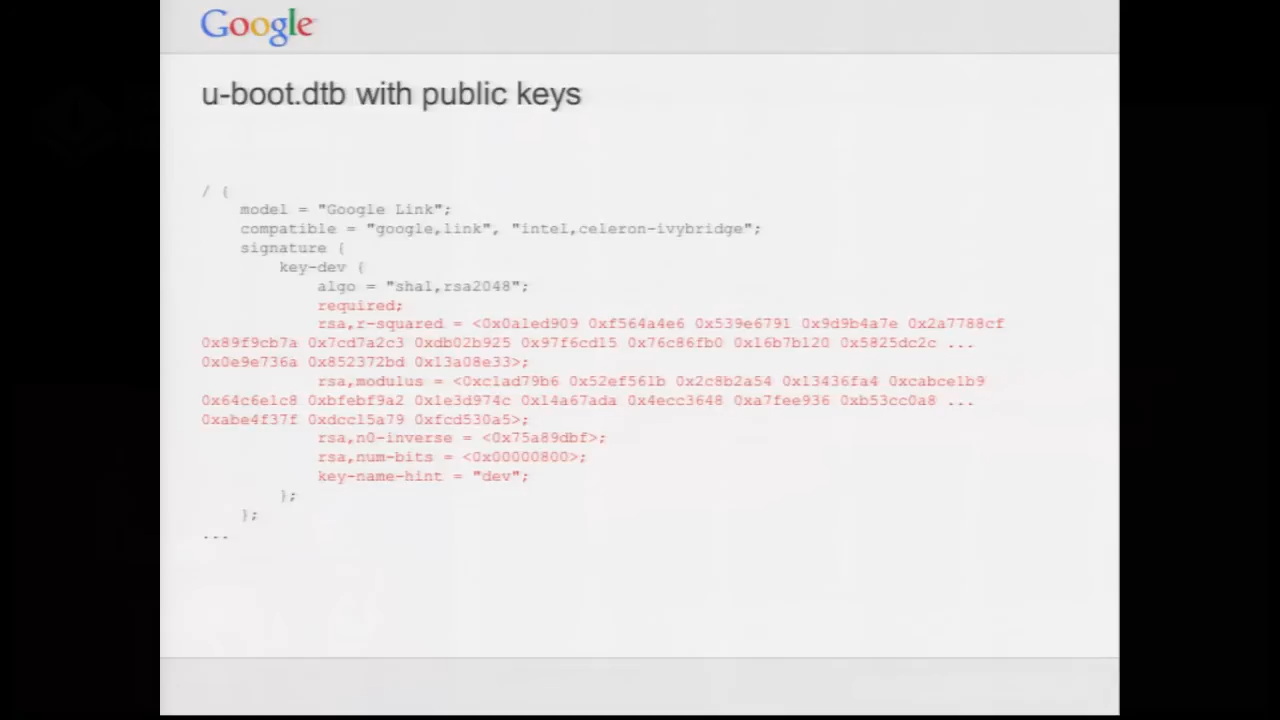 Google
u-boot.dtb with public keys
/ {
model = "Google Link";
compatible = "google,link", "intel,celeron-ivybridge";
signature {
key-dev {
algo = "sha1,rsa2048";
required;
rsa,r-squared = <0x0a1ed909 0xf564a4e6 0x539e6791 0x9d9b4a7e 0x2a7788cf
0x89f9cb7a 0x7cd7a2c3 0xdb02b925 0x97f6cd15 0x76c86fb0 0x16b7b120 0x5825dc2c ...
0x0e9e736a 0x852372bd 0x13a08e33>;
rsa,modulus = <0xc1ad79b6 0x52ef561b 0x2c8b2a54 0x13436fa4 0xcabce1b9
0x64c6e1c8 0xbfebf9a2 0x1e3d974c 0x14a67ada 0x4ecc3648 0xa7fee936 0xb53cc0a8 ...
0xabe4f37f 0xdcc15a79 0xfcd530a5>;
rsa,n0-inverse = <0x75a89dbf>;
rsa,num-bits = <0x00000800>;
key-name-hint = "dev";
};
};
...